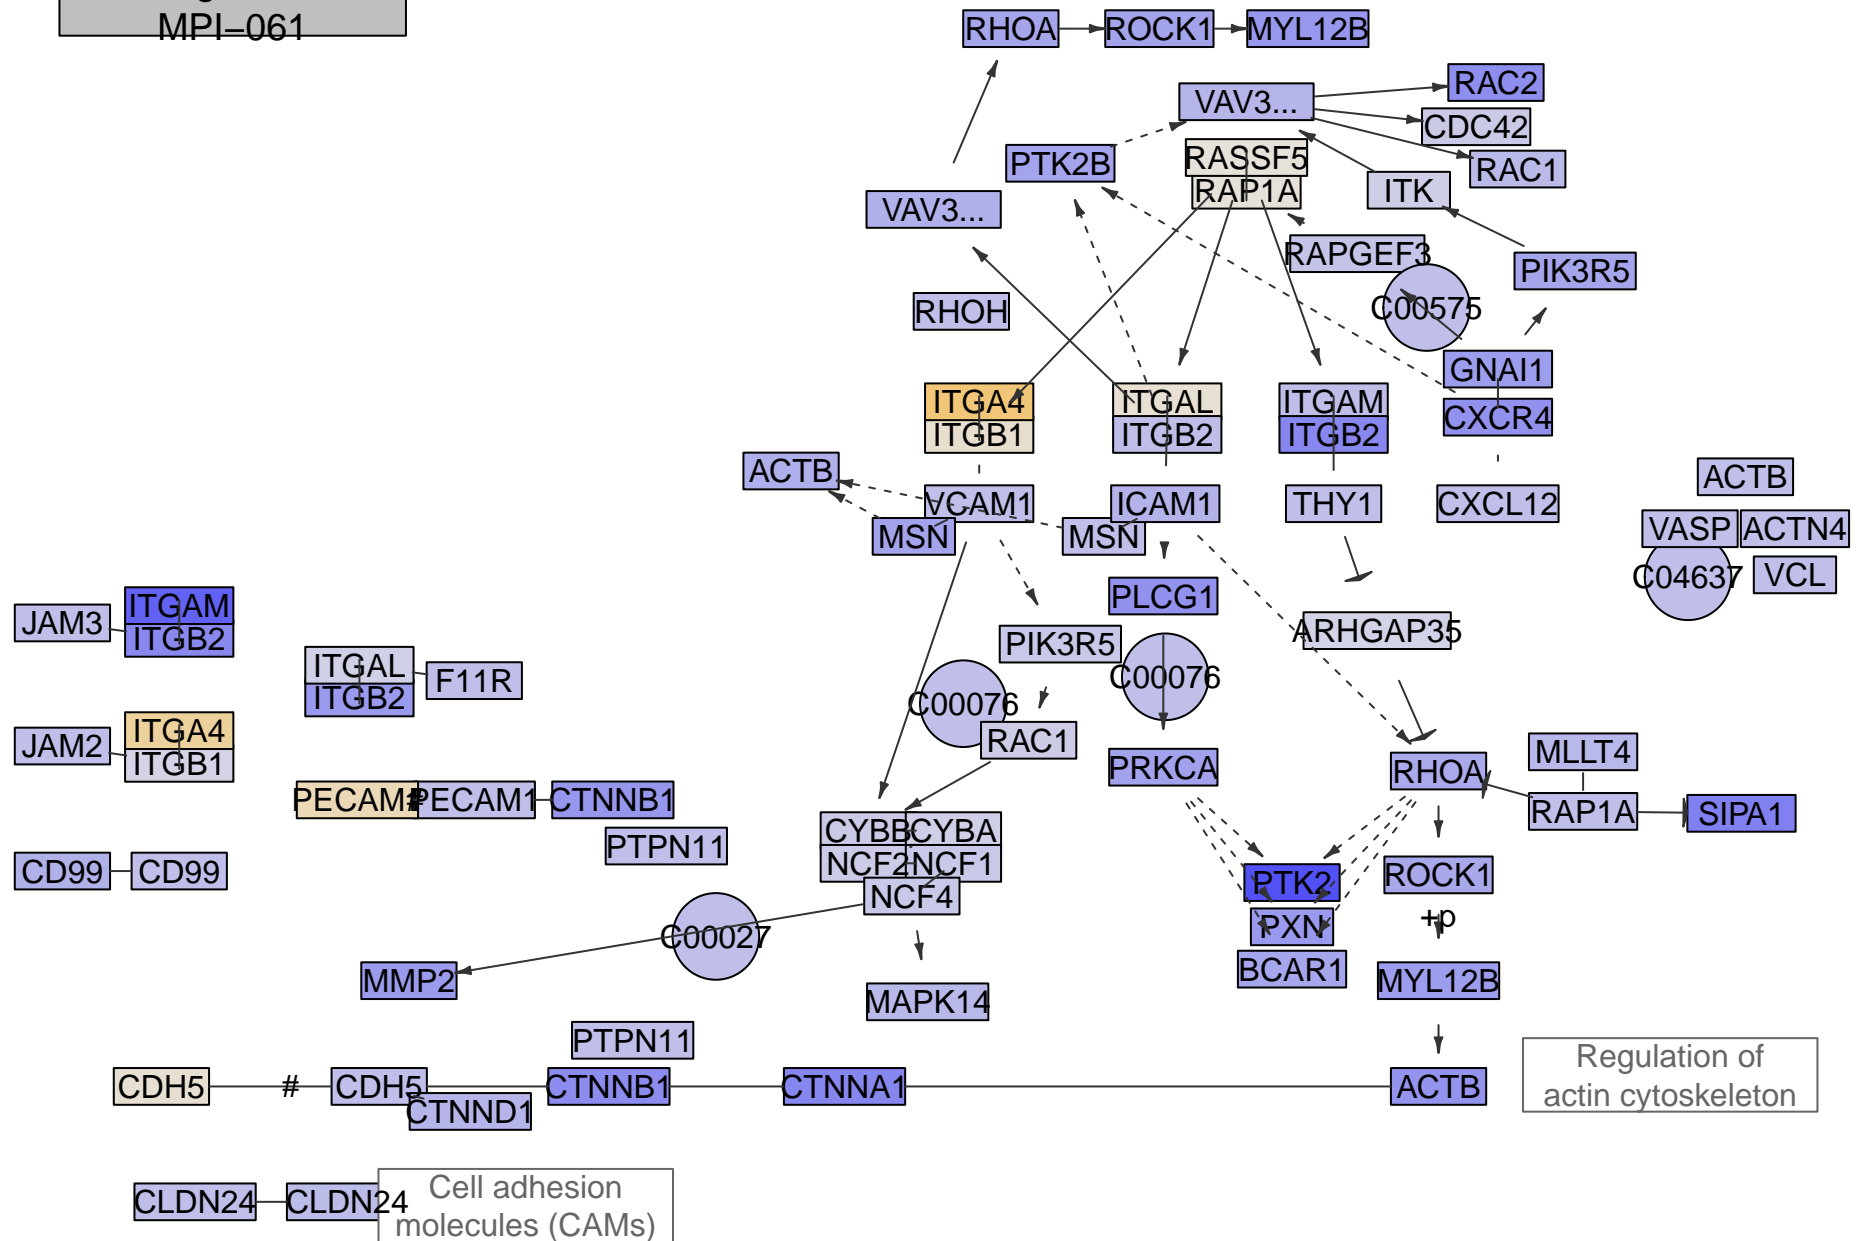 MPI−061
RHOA
ROCK1
MYL12B
RAC2
VAV3...
CDC42
RASSF5
PTK2B
RAC1
RAP1A
ITK
VAV3...
RAPGEF3
PIK3R5
RHOH
C00575
GNAI1
ITGA4
ITGAL
ITGAM
CXCR4
ITGB1
ITGB2
ITGB2
ACTB
ACTB
VCAM1
ICAM1
THY1
CXCL12
MSN
MSN
VASP
ACTN4
C04637
VCL
PLCG1
ITGAM
JAM3
ITGB2
ARHGAP35
PIK3R5
ITGAL
F11R
C00076
ITGB2
C00076
ITGA4
JAM2
ITGB1
RAC1
MLLT4
PRKCA
RHOA
PECAM1
#
PECAM1
CTNNB1
RAP1A
SIPA1
CYBB
CYBA
PTPN11
NCF2
NCF1
CD99
CD99
NCF4
PTK2
ROCK1
+p
PXN
C00027
BCAR1
MMP2
MYL12B
MAPK14
PTPN11
CDH5
#
CDH5
CTNNB1
CTNNA1
ACTB
CTNND1
Regulation of
actin cytoskeleton
CLDN24
CLDN24
Cell adhesion
molecules (CAMs)